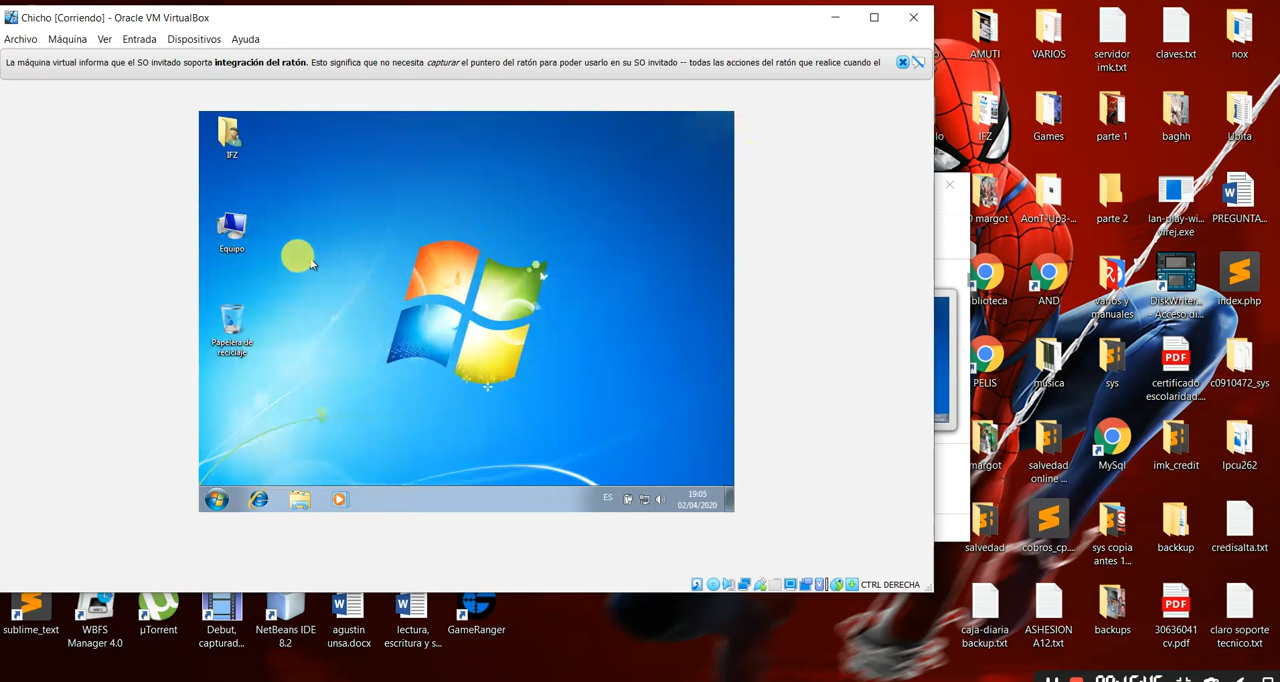 Chicho [Corriendo] - Oracle VM VirtualBox
Archivo Máquina Ver Entrada Dispositivos Ayuda
La máquina virtual informa que el SO invitado soporta integración del ratón. Esto significa que no necesita capturar el puntero del ratón para poder usarlo en su SO invitado -- todas las acciones del ratón que realice cuando el
IFZ
Equipo
Papelera de
reciclaje
ES
19:05
02/04/2020
CTRL DERECHA
AMUTI
VARIOS
servidor
imk.txt
claves.txt
nox
lo
IFZ
Games
parte 1
baghh
Ubita
margot
AonT-Up3-...
parte 2
lan-play-wi...
PREGUNTA...
blioteca
AND
varios y
manuales
DiskWriter...
- Acceso di...
index.php
PELIS
musica
sys
certificado
escolaridad....
c0910472_sys
margot
salvedad
online ...
MySql
imk_credit
lpcu262
salvedad
cobros_cp....
sys copia
antes 1...
backkup
credisalta.txt
sublime_text
WBFS
Manager 4.0
µTorrent
Debut,
capturad...
NetBeans IDE
8.2
agustin
unsa.docx
lectura,
escritura y s...
GameRanger
caja-diaria
backup.txt
ASHESION
A12.txt
backups
30636041
cv.pdf
claro soporte
tecnico.txt